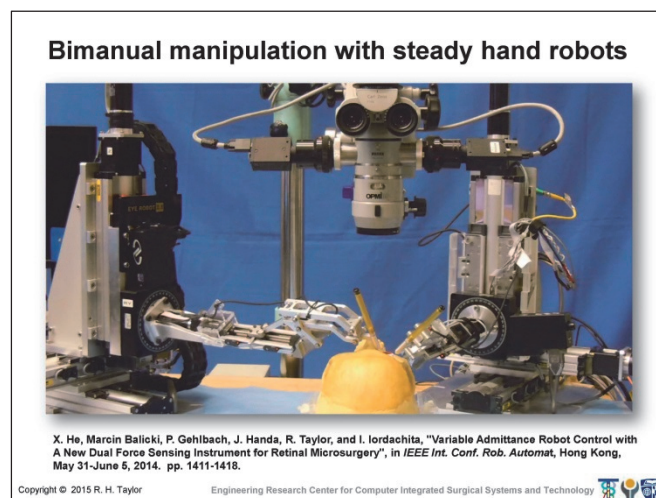 Bimanual manipulation with steady hand robots
OPMI
X. He, Marcin Balicki, P. Gehlbach, J. Handa, R. Taylor, and I. Iordachita, "Variable Admittance Robot Control with
A New Dual Force Sensing Instrument for Retinal Microsurgery", in IEEE Int. Conf. Rob. Automat, Hong Kong,
May 31-June 5, 2014. pp. 1411-1418.
Copyright © 2015 R. H. Taylor
Engineering Research Center for Computer Integrated Surgical Systems and Technology